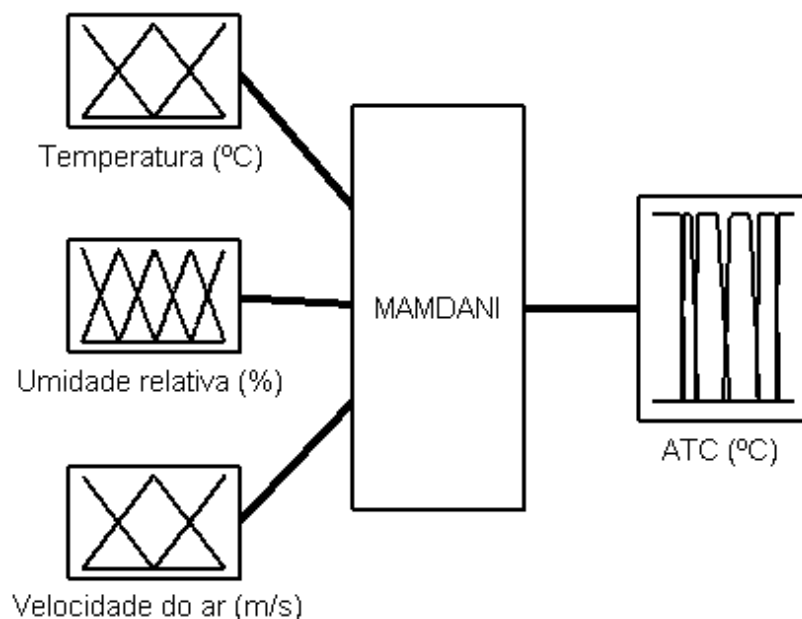 Temperatura (ºC)
Umidade relativa (%)
MAMDANI
ATC (ºC)
Velocidade do ar (m/s)